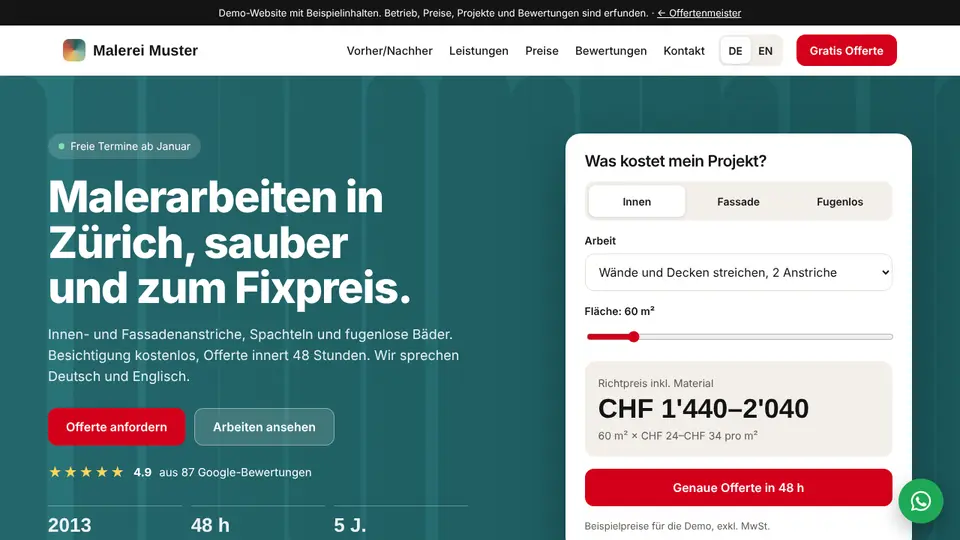 Demo-Website mit Beispielinhalten. Betrieb, Preise, Projekte und Bewertungen sind erfunden. · ← Offertenmeister
Malerei Muster
Vorher/Nachher Leistungen Preise Bewertungen Kontakt DE EN Gratis Offerte
Freie Termine ab Januar
Malerarbeiten in
Zürich, sauber
und zum Fixpreis.
Innen- und Fassadenanstriche, Spachteln und fugenlose Bäder.
Besichtigung kostenlos, Offerte innert 48 Stunden. Wir sprechen
Deutsch und Englisch.
Offerte anfordern Arbeiten ansehen
★★★★★ 4.9 aus 87 Google-Bewertungen
2013 48 h 5 J.
Was kostet mein Projekt?
Innen Fassade Fugenlos
Arbeit
Wände und Decken streichen, 2 Anstriche
Fläche: 60 m²
Richtpreis inkl. Material
CHF 1'440–2'040
60 m² × CHF 24–CHF 34 pro m²
Genaue Offerte in 48 h
Beispielpreise für die Demo, exkl. MwSt.